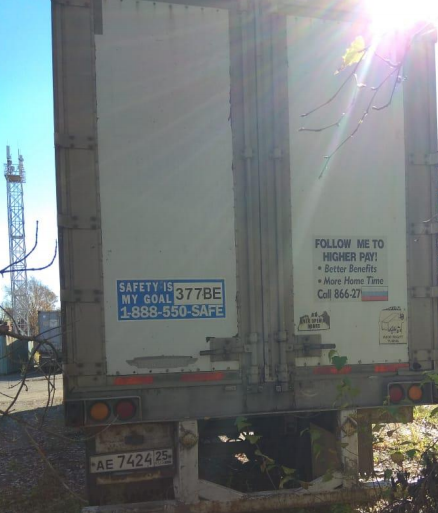 SAFETY IS
MY GOAL
377BE
1-888-550-SAFE
FOLLOW ME TO
HIGHER PAY!
• Better Benefits
• More Home Time
Call 866-27
AE 7424 25